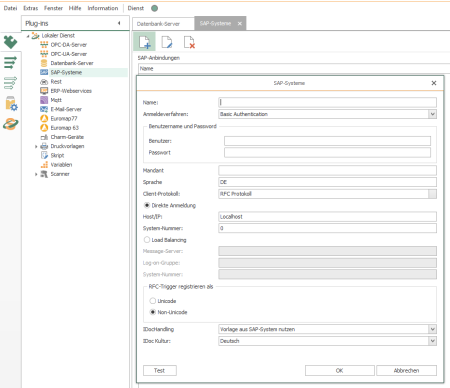 Datei Extras Fenster Hilfe Information Dienst
Plug-ins
Lokaler Dienst
OPC-DA-Server
OPC-UA-Server
Datenbank-Server
SAP-Systeme
Rest
ERP-Webservices
Mqtt
E-Mail-Server
Euromap77
Euromap 63
Charm-Geräte
Druckvorlagen
Skript
Variablen
Scanner
Datenbank-Server SAP-Systeme
SAP-Anbindungen
Name
SAP-Systeme
Name:
Anmeldeverfahren: Basic Authentication
Benutzername und Password
Benutzer:
Passwort
Mandant
Sprache DE
Client-Protokoll: RFC Protokoll
Direkte Anmeldung
Host/IP: Localhost
System-Nummer: 0
Load Balancing
Message-Server:
Log-on-Gruppe:
System-Nummer:
RFC-Trigger registrieren als
Unicode
Non-Unicode
IDocHandling Vorlage aus SAP-System nutzen
IDoc Kultur: Deutsch
Test OK Abbrechen